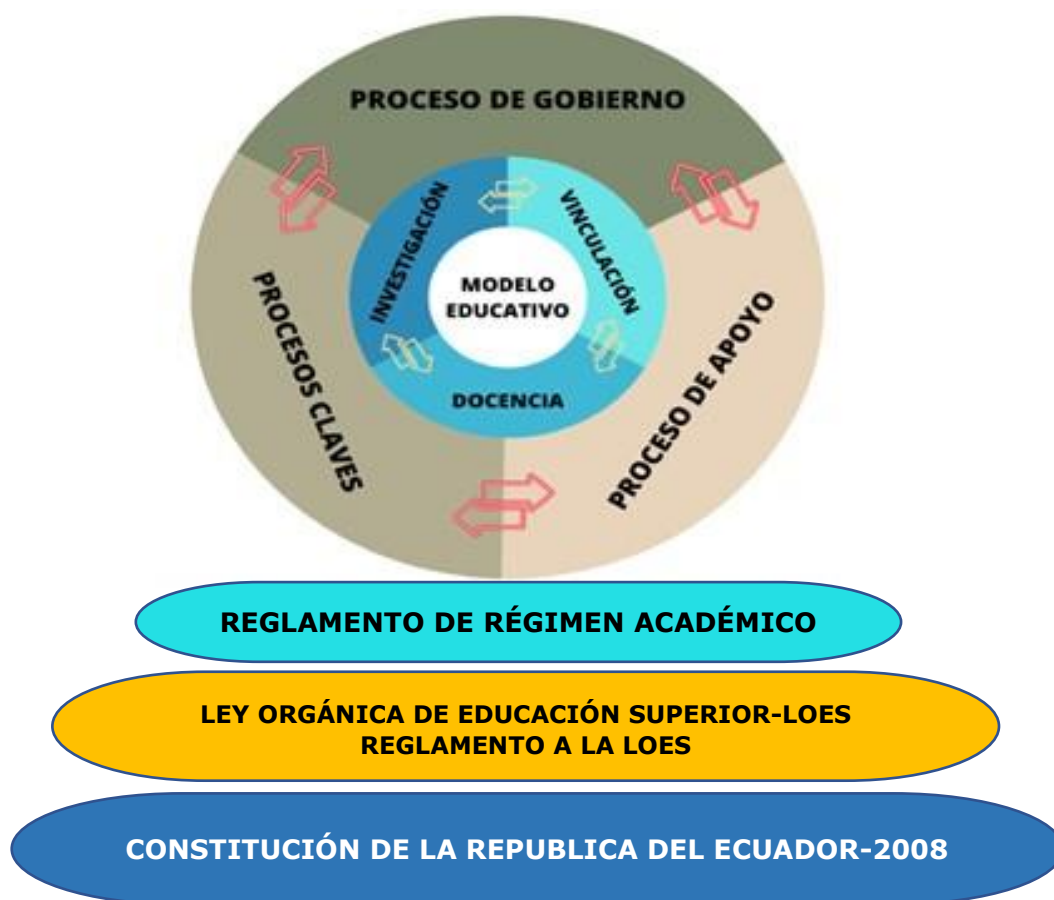 PROCESO DE GOBIERNO
INVESTIGACIÓN
VINCULACIÓN
MODELO
EDUCATIVO
DOCENCIA
PROCESOS CLAVES
PROCESO DE APOYO
REGLAMENTO DE RÉGIMEN ACADÉMICO
LEY ORGÁNICA DE EDUCACIÓN SUPERIOR-LOES
REGLAMENTO A LA LOES
CONSTITUCIÓN DE LA REPUBLICA DEL ECUADOR-2008